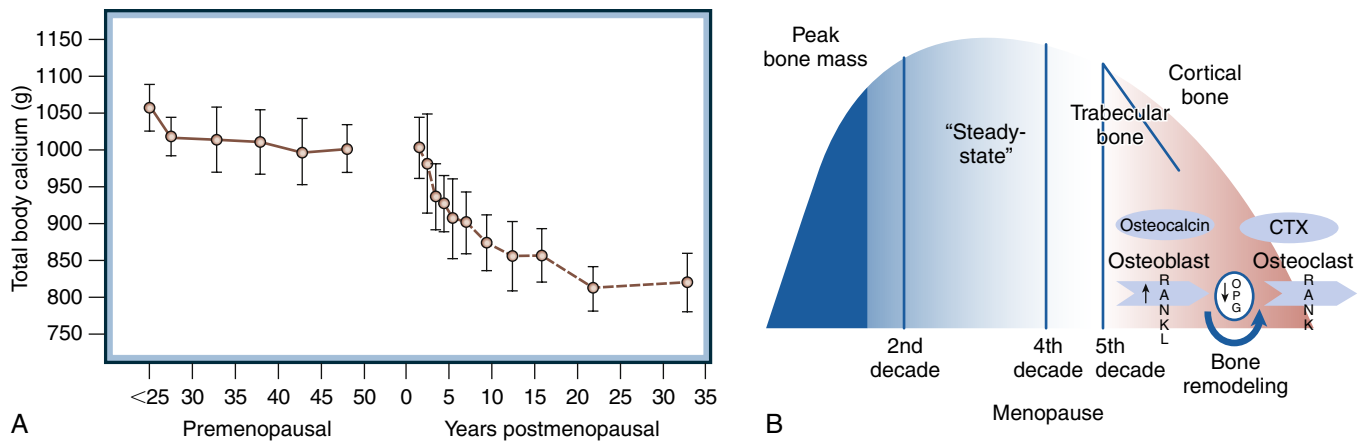 1150
1100
1050
1000
950
900
850
800
750
Total body calcium (g)
<25 30 35 40 45 50 0 5 10 15 20 25 30 35
Premenopausal
Years postmenopausal
A
Peak
bone mass
"Steady-
state"
Trabecular
bone
Cortical
bone
Osteocalcin
CTX
Osteoblast
Osteoclast
RANKL
OPG
RANK
2nd
decade
4th
decade
5th
decade
Bone
remodeling
Menopause
B